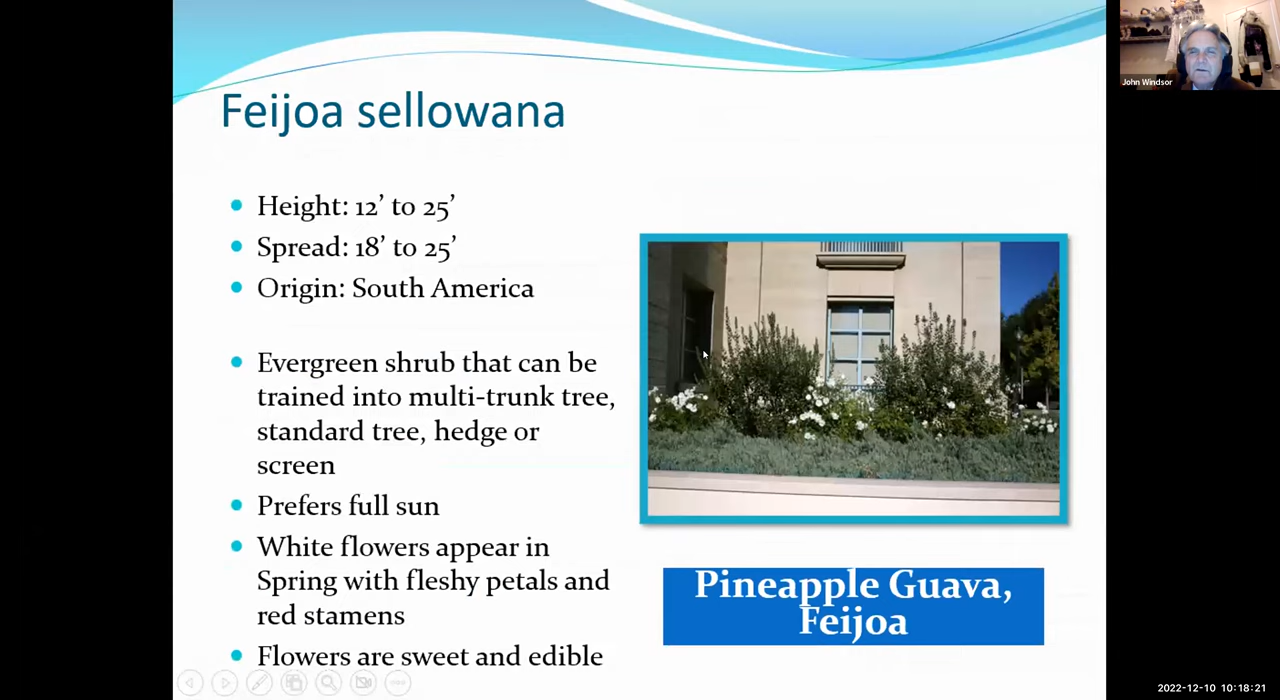 John Windsor
Feijoa sellowana
Height: 12’ to 25’
Spread: 18’ to 25’
Origin: South America
Evergreen shrub that can be
trained into multi-trunk tree,
standard tree, hedge or
screen
Prefers full sun
White flowers appear in
Spring with fleshy petals and
red stamens
Flowers are sweet and edible
Pineapple Guava,
Feijoa
2022-12-10 10:18:21